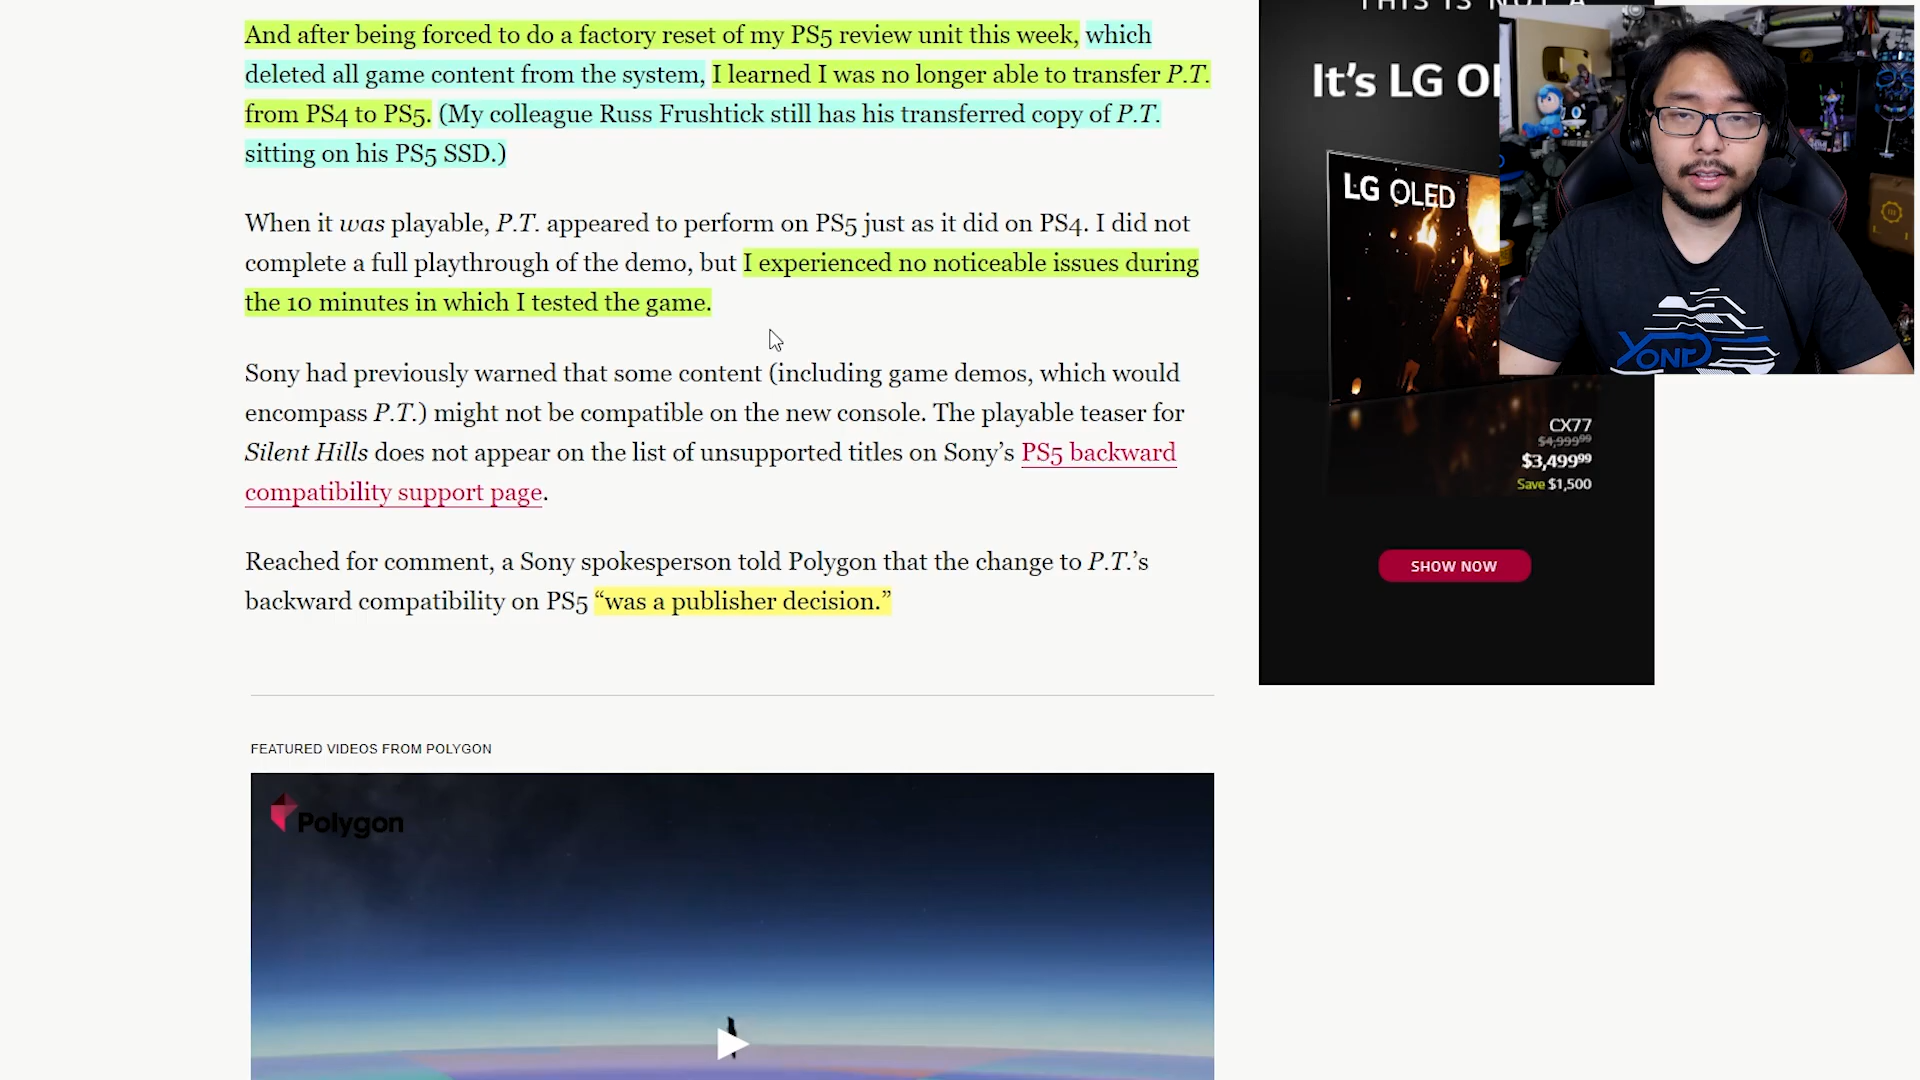 And after being forced to do a factory reset of my PS5 review unit this week, which
deleted all game content from the system, I learned I was no longer able to transfer P.T.
from PS4 to PS5. (My colleague Russ Frushtick still has his transferred copy of P.T.
sitting on his PS5 SSD.)
When it was playable, P.T. appeared to perform on PS5 just as it did on PS4. I did not
complete a full playthrough of the demo, but I experienced no noticeable issues during
the 10 minutes in which I tested the game.
Sony had previously warned that some content (including game demos, which would
encompass P.T.) might not be compatible on the new console. The playable teaser for
Silent Hills does not appear on the list of unsupported titles on Sony’s PS5 backward
compatibility support page.
Reached for comment, a Sony spokesperson told Polygon that the change to P.T.’s
backward compatibility on PS5 “was a publisher decision.”
FEATURED VIDEOS FROM POLYGON
Polygon
THIS IS NOT A
It’s LG
LG OLED
CX77
$4,999⁹⁹
$3,499⁹⁹
Save $1,500
SHOW NOW
YONG